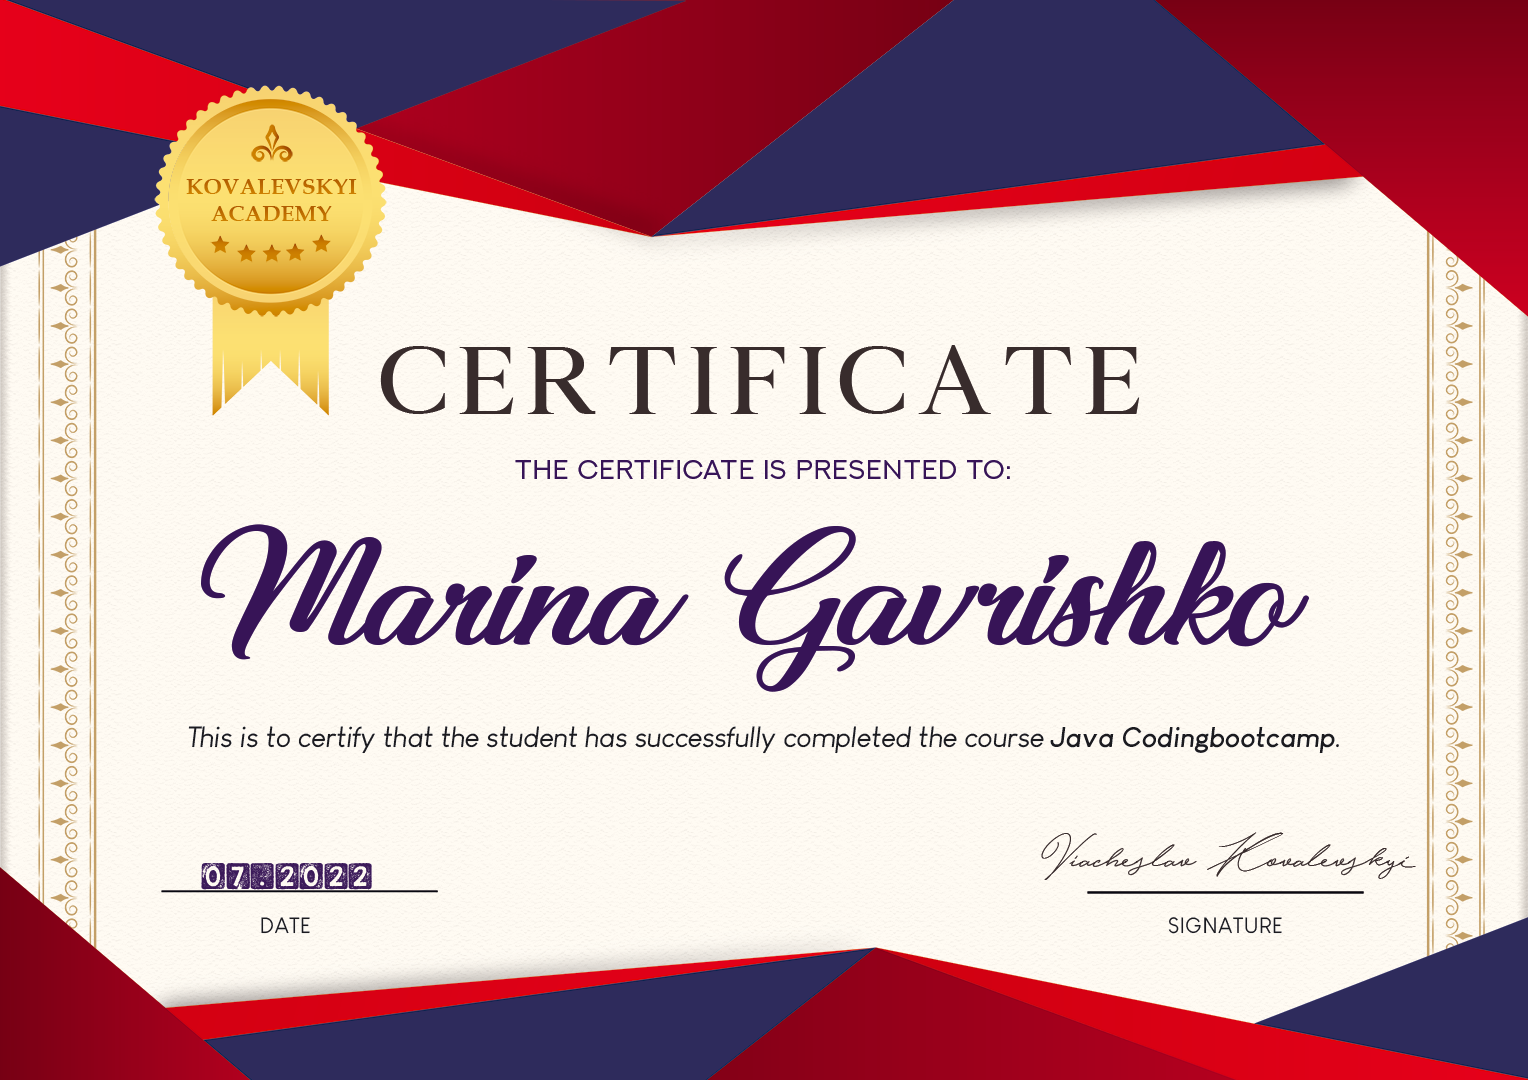 KOVALEVSKYI
ACADEMY
CERTIFICATE
THE CERTIFICATE IS PRESENTED TO:
Marina Gavrishko
This is to certify that the student has successfully completed the course Java Codingbootcamp.
07.2022
Viacheslav Kovalevskyi
DATE
SIGNATURE